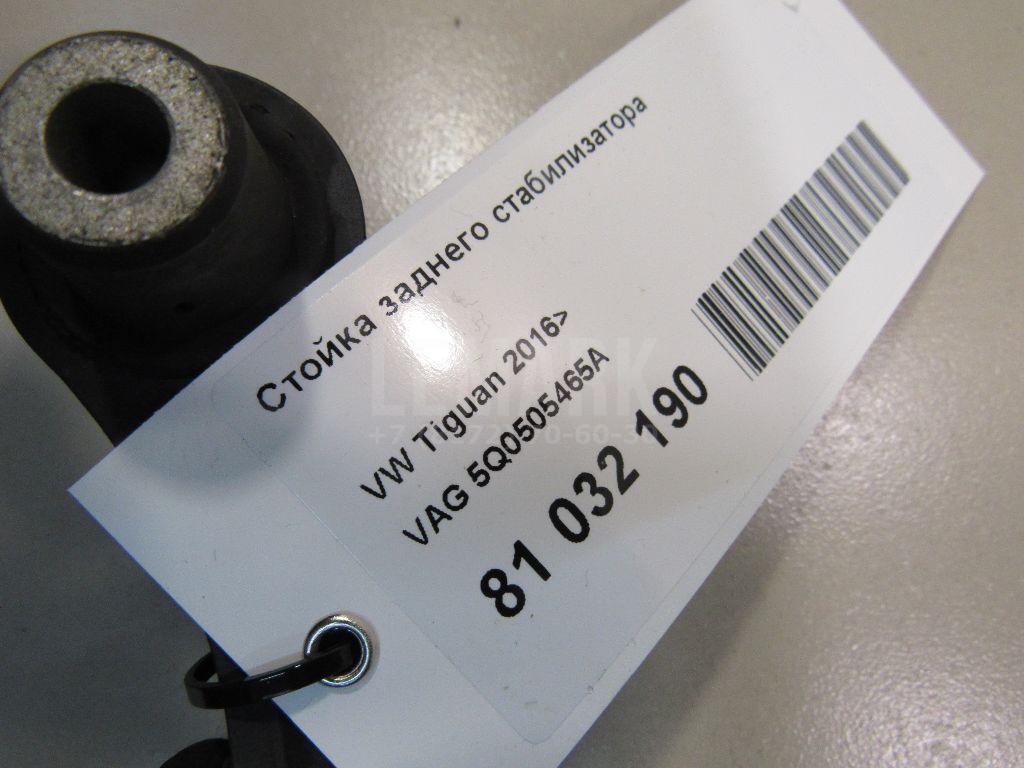 Стойка заднего стабилизатора
VW Tiguan 2016>
VAG 5Q0505465A
81 032 190